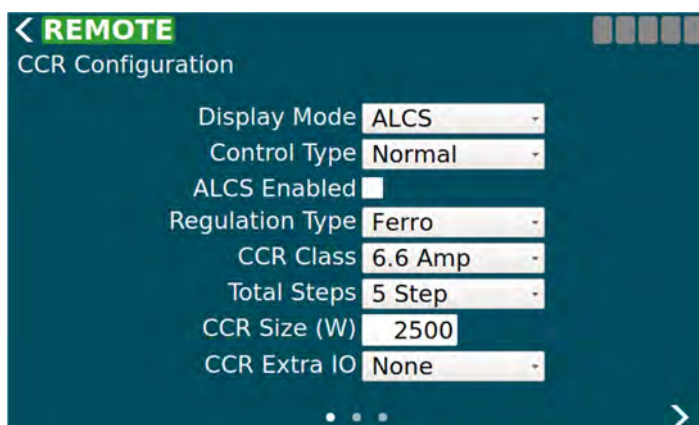 REMOTE
CCR Configuration
Display Mode ALCS
Control Type Normal
ALCS Enabled
Regulation Type Ferro
CCR Class 6.6 Amp
Total Steps 5 Step
CCR Size (W) 2500
CCR Extra IO None